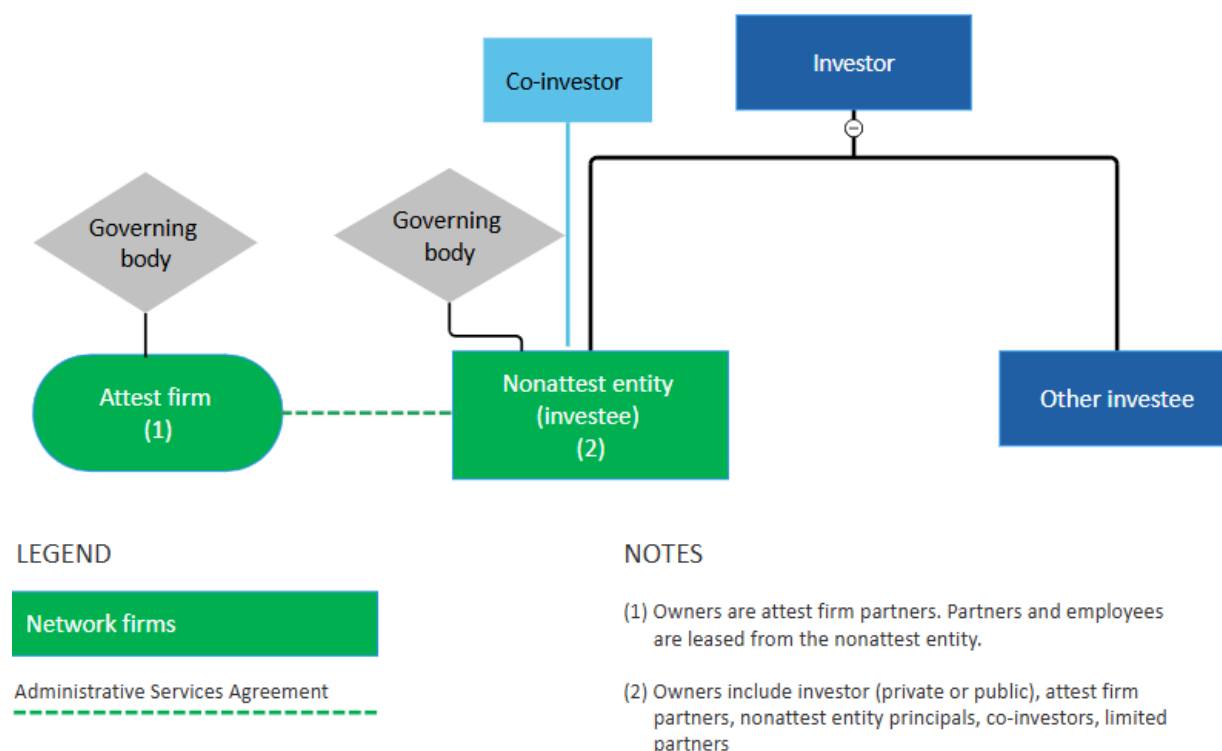 Investor
Co-investor
Governing
body
Governing
body
Attest firm
(1)
Nonattest entity
(investee)
(2)
Other investee
LEGEND
Network firms
Administrative Services Agreement
NOTES
(1) Owners are attest firm partners. Partners and employees
are leased from the nonattest entity.
(2) Owners include investor (private or public), attest firm
partners, nonattest entity principals, co-investors, limited
partners